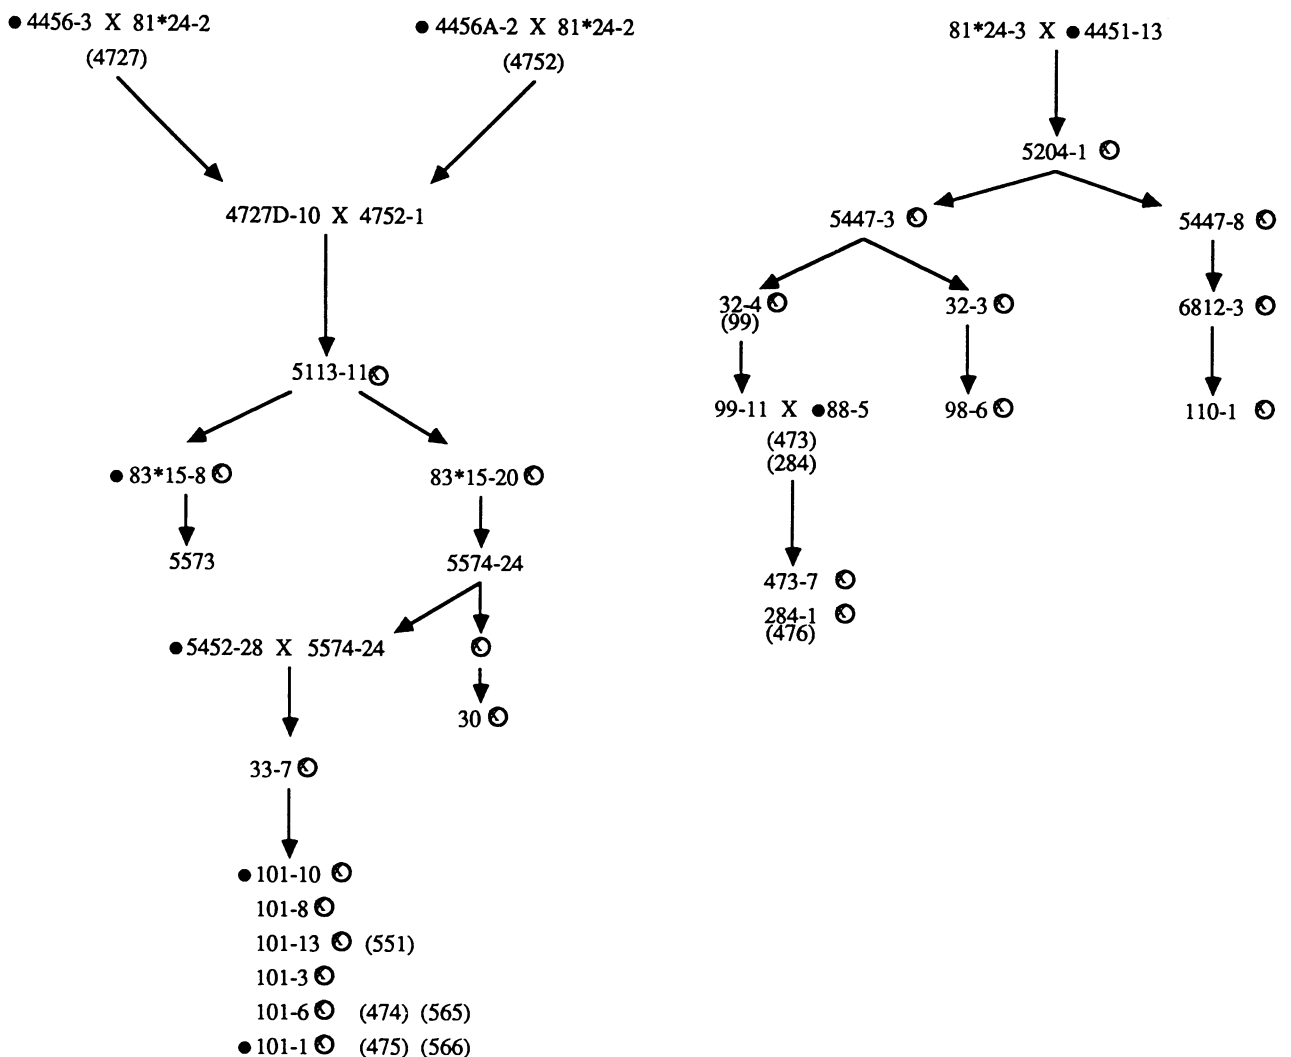 ● 4456-3 X 81*24-2
(4727)
● 4456A-2 X 81*24-2
(4752)
4727D-10 X 4752-1
5113-11ⓧ
● 83*15-8 ⓧ
83*15-20 ⓧ
5573
5574-24
● 5452-28 X 5574-24
ⓧ
30 ⓧ
33-7 ⓧ
● 101-10 ⓧ
101-8 ⓧ
101-13 ⓧ (551)
101-3 ⓧ
101-6 ⓧ (474) (565)
● 101-1 ⓧ (475) (566)
81*24-3 X ● 4451-13
5204-1 ⓧ
5447-3 ⓧ
5447-8 ⓧ
32-4 ⓧ
(99)
32-3 ⓧ
6812-3 ⓧ
99-11 X ● 88-5
(473)
(284)
98-6 ⓧ
110-1 ⓧ
473-7 ⓧ
284-1 ⓧ
(476)